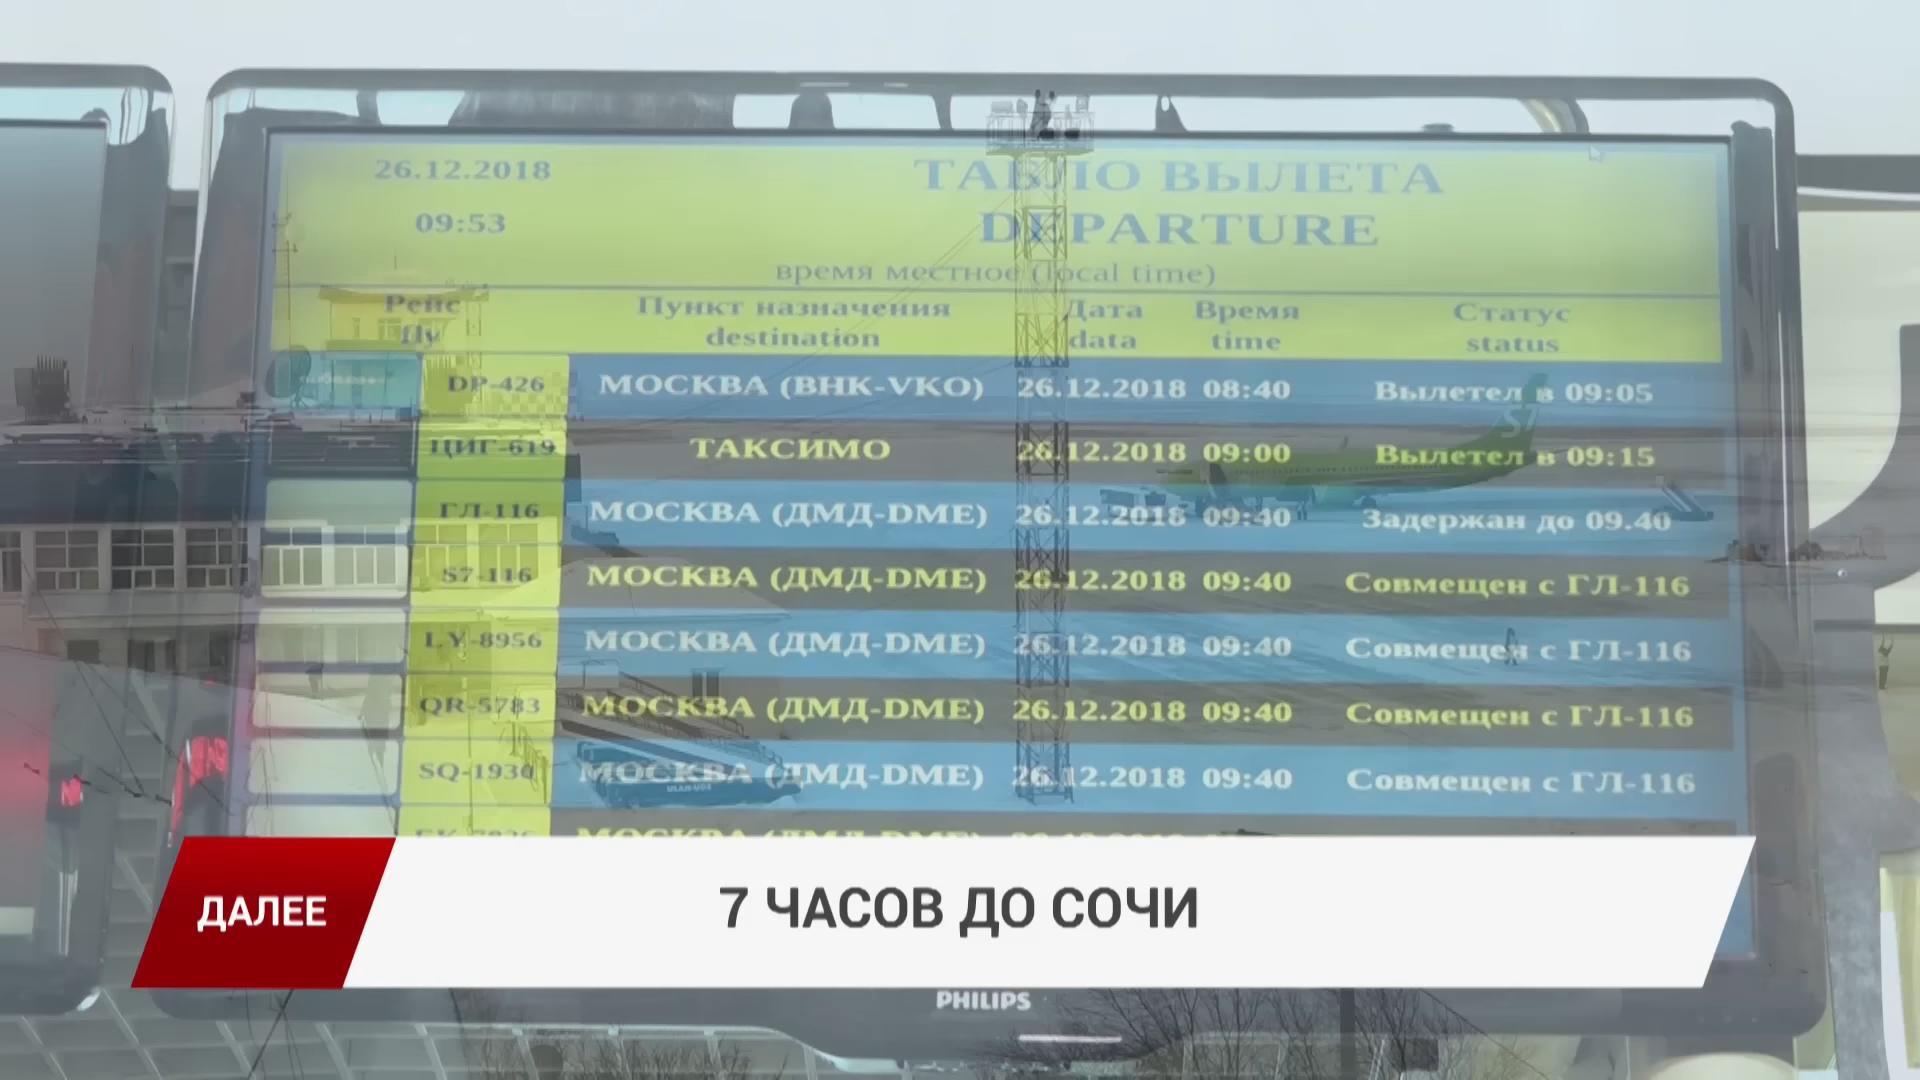 26.12.2018
ТАБЛО ВЫЛЕТА
09:53
DEPARTURE
время местное (local time)
Рейс Пункт назначения Дата Время Статус
fly destination data time status
DP-426 МОСКВА (ВНК-VKO) 26.12.2018 08:40 Вылетел в 09:05
ЦИГ-619 ТАКСИМО 26.12.2018 09:00 Вылетел в 09:15
ГЛ-116 МОСКВА (ДМД-DME) 26.12.2018 09:40 Задержан до 09.40
S7-116 МОСКВА (ДМД-DME) 26.12.2018 09:40 Совмещен с ГЛ-116
LY-8956 МОСКВА (ДМД-DME) 26.12.2018 09:40 Совмещен с ГЛ-116
QR-5783 МОСКВА (ДМД-DME) 26.12.2018 09:40 Совмещен с ГЛ-116
SQ-1930 МОСКВА (ДМД-DME) 26.12.2018 09:40 Совмещен с ГЛ-116
МОСКВА (ДМД-DME)
ULAN-UDE
S7
ДАЛЕЕ
7 ЧАСОВ ДО СОЧИ
PHILIPS